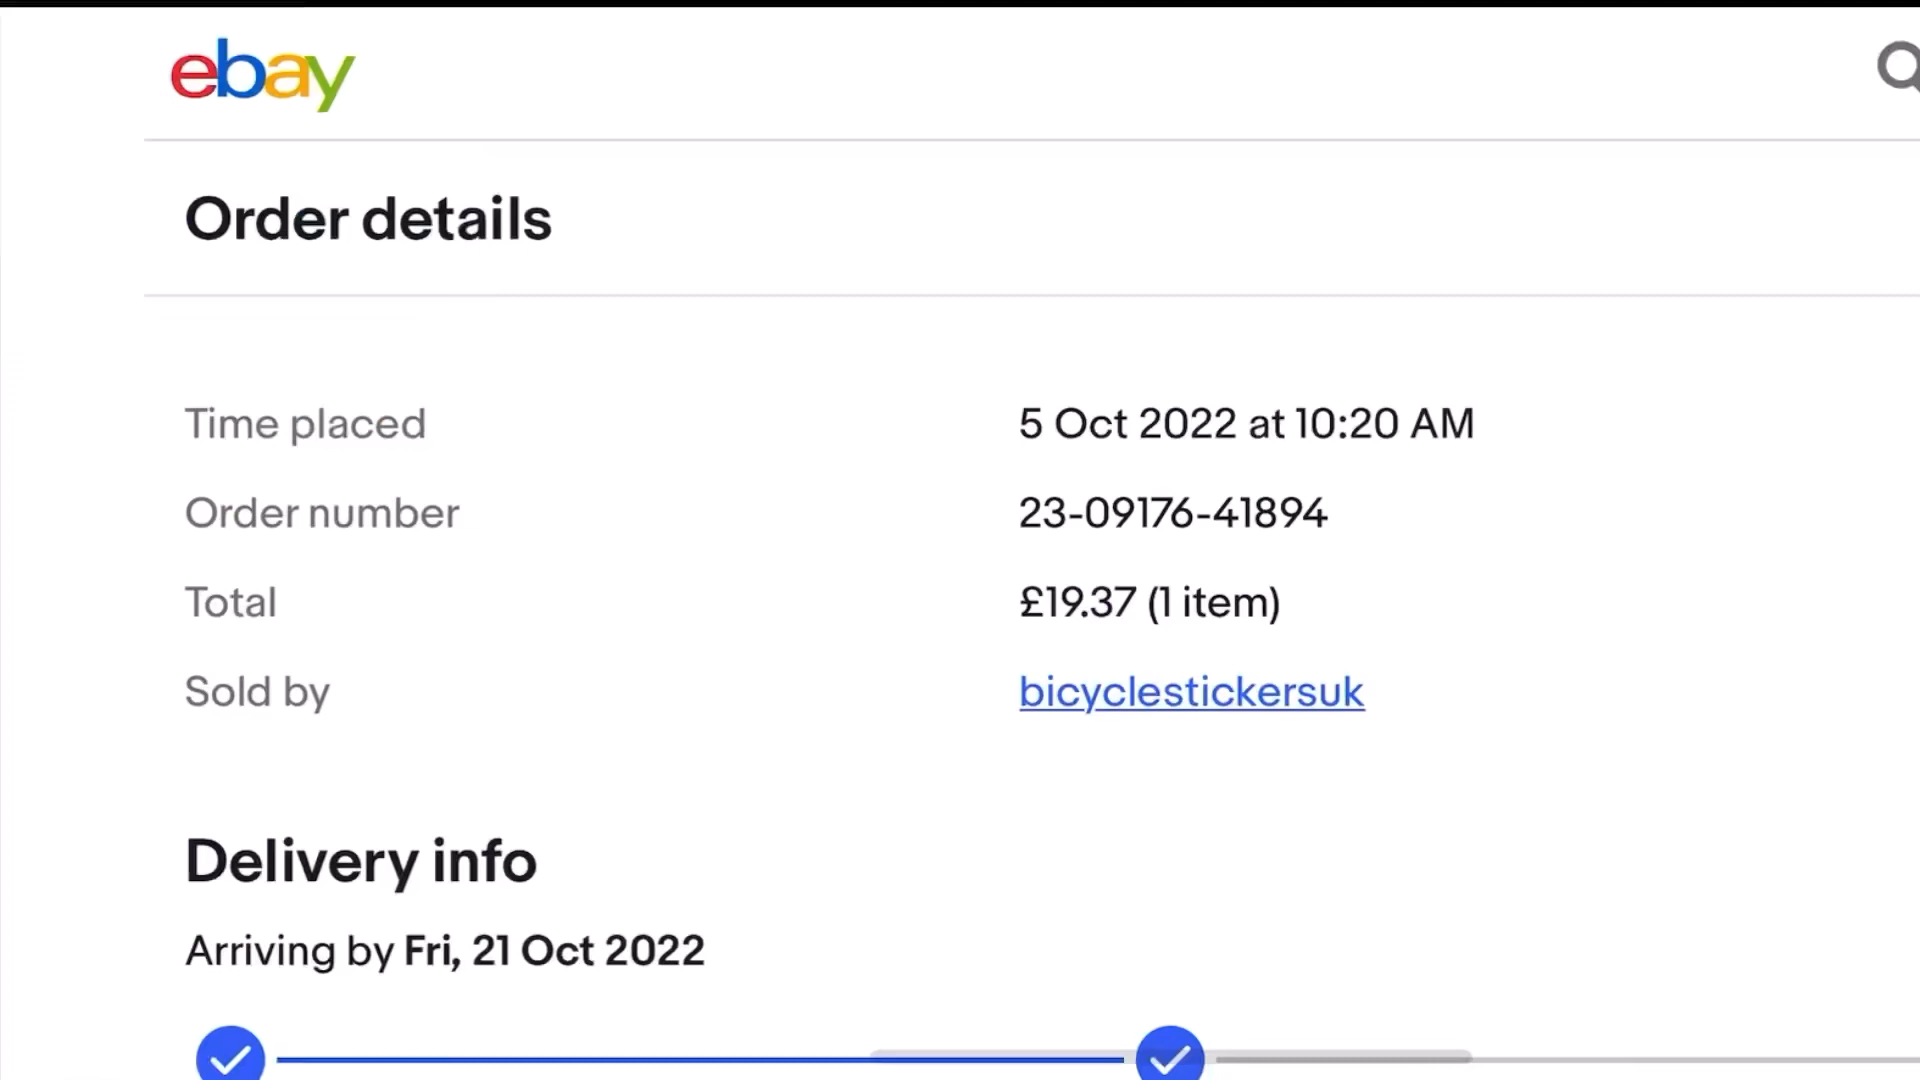 ebay
Order details
Time placed 5 Oct 2022 at 10:20 AM
Order number 23-09176-41894
Total £19.37 (1 item)
Sold by bicyclestickersuk
Delivery info
Arriving by Fri, 21 Oct 2022